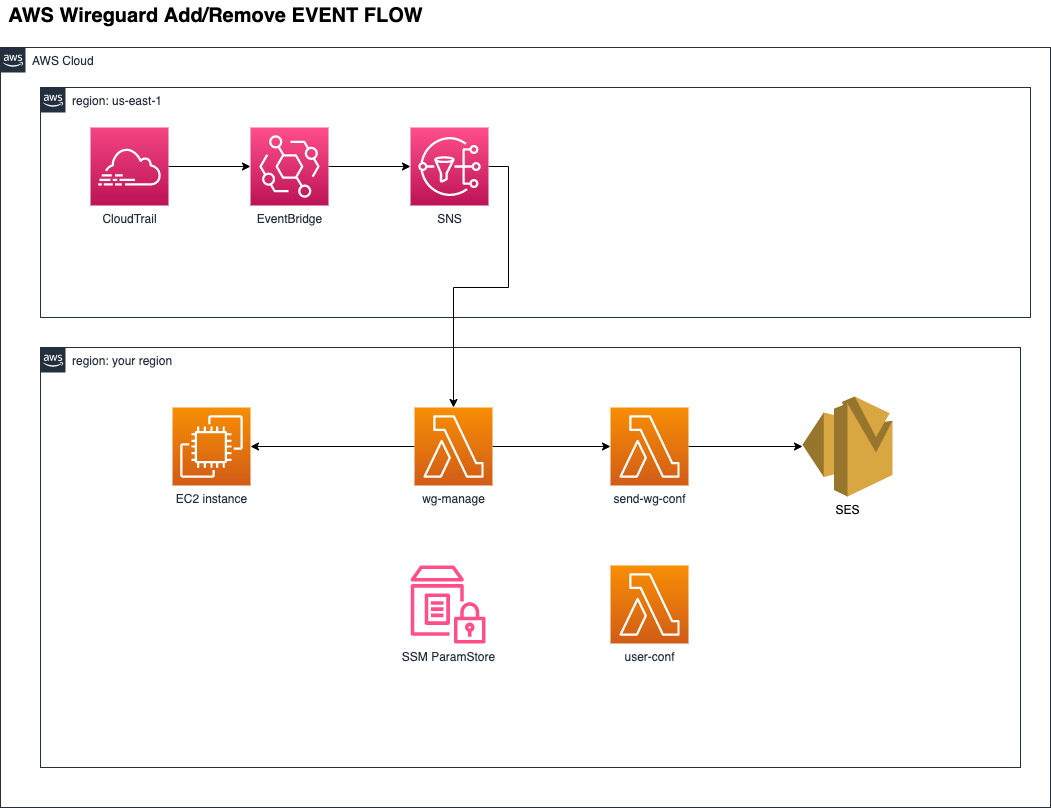 AWS Wireguard Add/Remove EVENT FLOW
aws
AWS Cloud
aws
region: us-east-1
CloudTrail
EventBridge
SNS
aws
region: your region
EC2 instance
wg-manage
send-wg-conf
SES
SSM ParamStore
user-conf